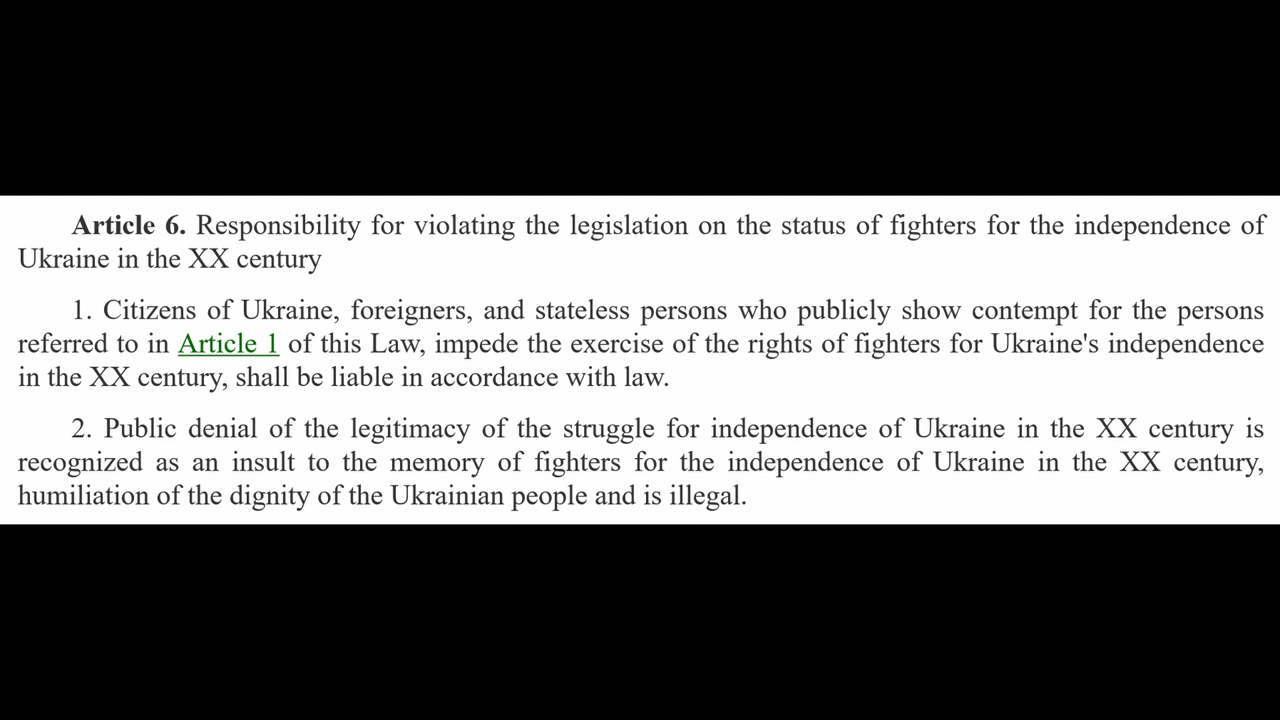 Article 6. Responsibility for violating the legislation on the status of fighters for the independence of
Ukraine in the XX century
1. Citizens of Ukraine, foreigners, and stateless persons who publicly show contempt for the persons
referred to in Article 1 of this Law, impede the exercise of the rights of fighters for Ukraine's independence
in the XX century, shall be liable in accordance with law.
2. Public denial of the legitimacy of the struggle for independence of Ukraine in the XX century is
recognized as an insult to the memory of fighters for the independence of Ukraine in the XX century,
humiliation of the dignity of the Ukrainian people and is illegal.